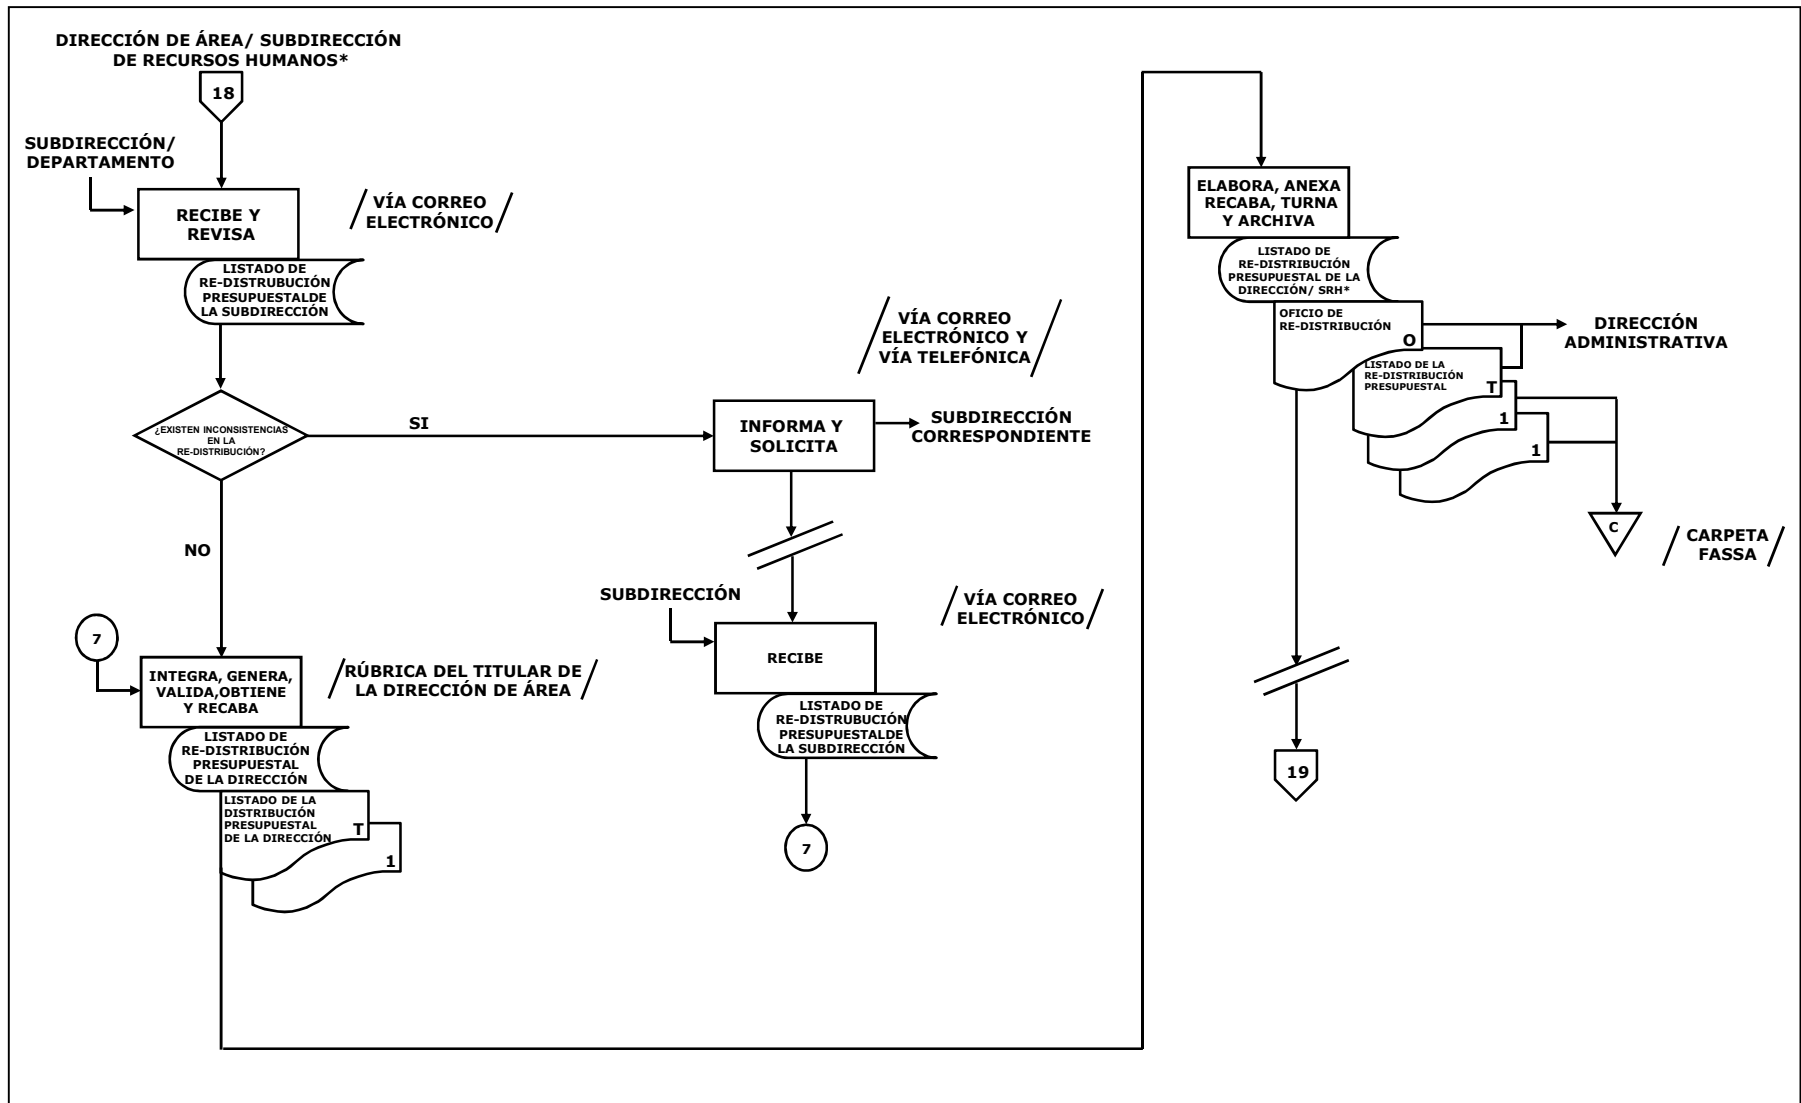 DIRECCIÓN DE ÁREA/ SUBDIRECCIÓN
DE RECURSOS HUMANOS*
18
SUBDIRECCIÓN/
DEPARTAMENTO
RECIBE Y
REVISA
VÍA CORREO
ELECTRÓNICO
LISTADO DE
RE-DISTRUBUCIÓN
PRESUPUESTALDE
LA SUBDIRECCIÓN
¿EXISTEN INCONSISTENCIAS
EN LA
RE-DISTRIBUCIÓN?
SI
NO
VÍA CORREO
ELECTRÓNICO Y
VÍA TELEFÓNICA
INFORMA Y
SOLICITA
SUBDIRECCIÓN
CORRESPONDIENTE
SUBDIRECCIÓN
VÍA CORREO
ELECTRÓNICO
RECIBE
LISTADO DE
RE-DISTRUBUCIÓN
PRESUPUESTALDE
LA SUBDIRECCIÓN
7
7
INTEGRA, GENERA,
VALIDA,OBTIENE
Y RECABA
RÚBRICA DEL TITULAR DE
LA DIRECCIÓN DE ÁREA
LISTADO DE
RE-DISTRIBUCIÓN
PRESUPUESTAL
DE LA DIRECCIÓN
LISTADO DE LA
DISTRIBUCIÓN
PRESUPUESTAL
DE LA DIRECCIÓN
T
1
ELABORA, ANEXA
RECABA, TURNA
Y ARCHIVA
LISTADO DE
RE-DISTRIBUCIÓN
PRESUPUESTAL DE LA
DIRECCIÓN/ SRH*
OFICIO DE
RE-DISTRIBUCIÓN
O
DIRECCIÓN
ADMINISTRATIVA
LISTADO DE LA
RE-DISTRIBUCIÓN
PRESUPUESTAL
T
1
1
C
CARPETA
FASSA
19